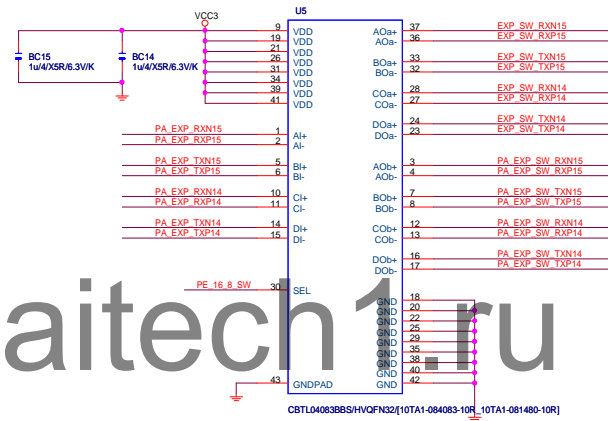 VCC3
U5
BC15
1u/4/X5R/6.3V/K
BC14
1u/4/X5R/6.3V/K
9 VDD
19 VDD
21 VDD
26 VDD
31 VDD
34 VDD
39 VDD
41 VDD
PA_EXP_RXN15 1 AI+
PA_EXP_RXP15 2 AI-
PA_EXP_TXN15 5 BI+
PA_EXP_TXP15 6 BI-
PA_EXP_RXN14 10 CI+
PA_EXP_RXP14 11 CI-
PA_EXP_TXN14 14 DI+
PA_EXP_TXP14 15 DI-
PE_16_8_SW 30 SEL
43 GNDPAD
AOa+ 37 EXP_SW_RXN15
AOa- 36 EXP_SW_RXP15
BOa+ 33 EXP_SW_TXN15
BOa- 32 EXP_SW_TXP15
COa+ 28 EXP_SW_RXN14
COa- 27 EXP_SW_RXP14
DOa+ 24 EXP_SW_TXN14
DOa- 23 EXP_SW_TXP14
AOb+ 3 PA_EXP_SW_RXN15
AOb- 4 PA_EXP_SW_RXP15
BOb+ 7 PA_EXP_SW_TXN15
BOb- 8 PA_EXP_SW_TXP15
COb+ 12 PA_EXP_SW_RXN14
COb- 13 PA_EXP_SW_RXP14
DOb+ 16 PA_EXP_SW_TXN14
DOb- 17 PA_EXP_SW_TXP14
GND 18
GND 20
GND 22
GND 25
GND 29
GND 35
GND 38
GND 40
GND 42
aitech1.ru
CBTL04083BBS/HVQFN32/[10TA1-084083-10R_10TA1-081480-10R]